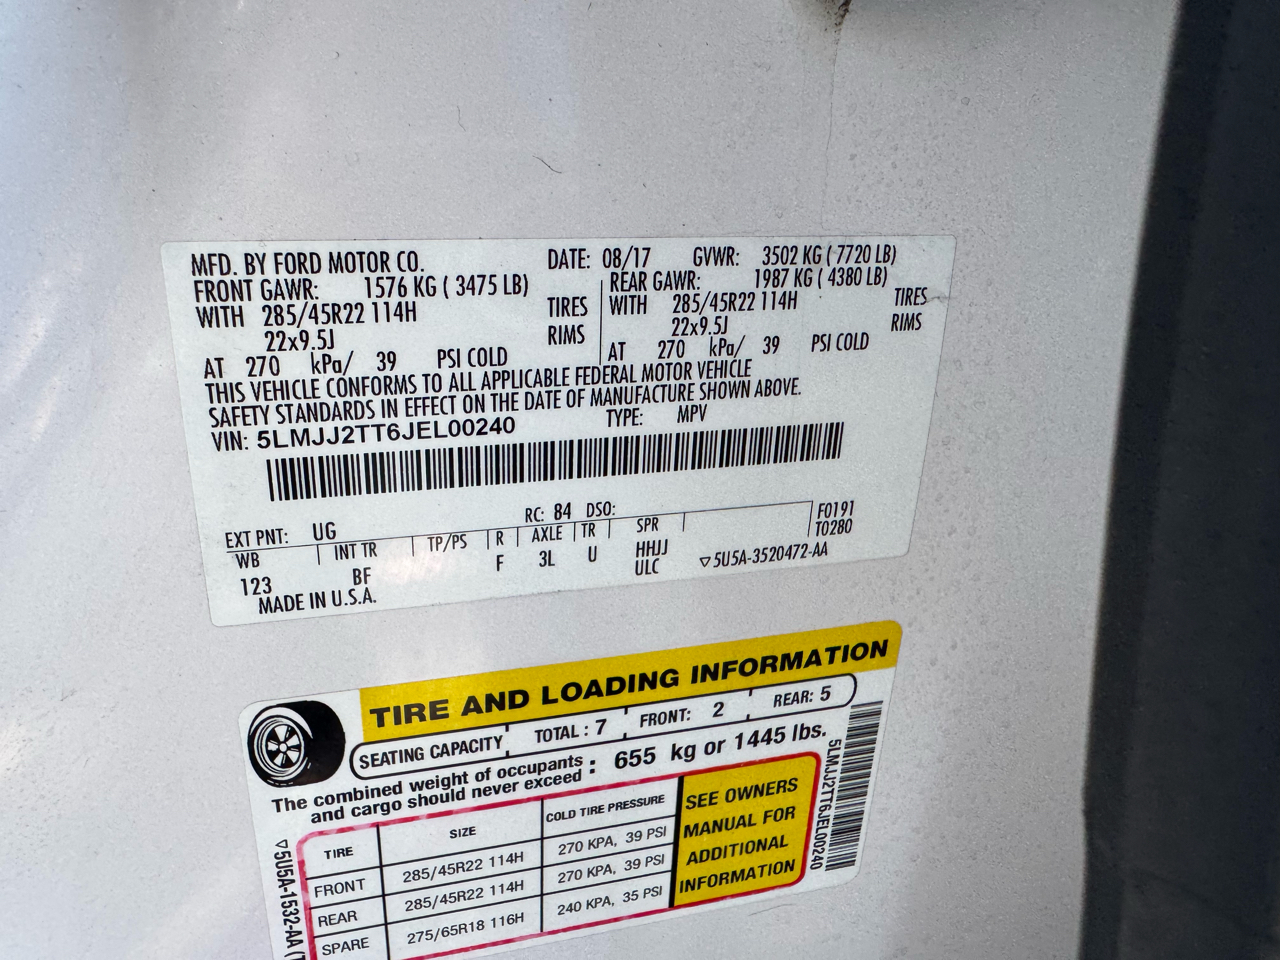 MFD. BY FORD MOTOR CO. DATE: 08/17 GVWR: 3502 KG ( 7720 LB)
FRONT GAWR: 1576 KG ( 3475 LB) REAR GAWR: 1987 KG ( 4380 LB)
WITH 285/45R22 114H TIRES WITH 285/45R22 114H TIRES
22x9.5J RIMS 22x9.5J RIMS
AT 270 kPa/ 39 PSI COLD AT 270 kPa/ 39 PSI COLD
THIS VEHICLE CONFORMS TO ALL APPLICABLE FEDERAL MOTOR VEHICLE
SAFETY STANDARDS IN EFFECT ON THE DATE OF MANUFACTURE SHOWN ABOVE.
VIN: 5LMJJ2TT6JEL00240 TYPE: MPV
EXT PNT: UG RC: 84 DSO: F0191
WB INT TR TP/PS R AXLE TR SPR T0280
123 BF F 3L U HHJJ ▽5U5A-3520472-AA
ULC
MADE IN U.S.A.
TIRE AND LOADING INFORMATION
SEATING CAPACITY TOTAL : 7 FRONT: 2 REAR: 5
The combined weight of occupants
and cargo should never exceed : 655 kg or 1445 lbs.
TIRE SIZE COLD TIRE PRESSURE
FRONT 285/45R22 114H 270 KPA, 39 PSI
REAR 285/45R22 114H 270 KPA, 39 PSI
SPARE 275/65R18 116H 240 KPA, 35 PSI
SEE OWNERS
MANUAL FOR
ADDITIONAL
INFORMATION
5LMJJ2TT6JEL00240
▽5U5A-1532-AA